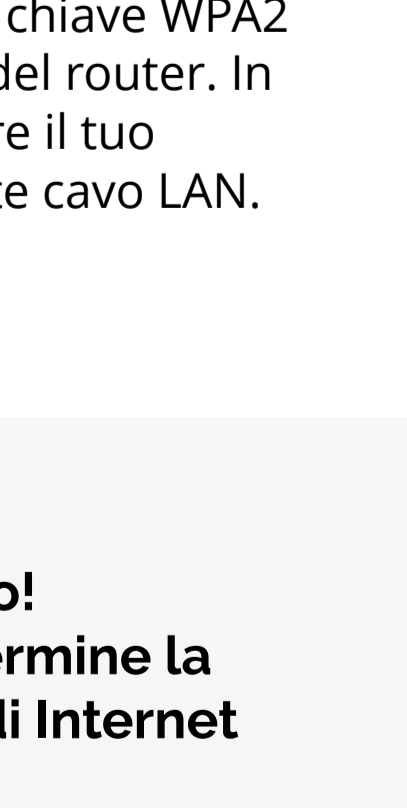 chiave WPA2
del router. In
re il tuo
te cavo LAN.
o!
ermine la
di Internet